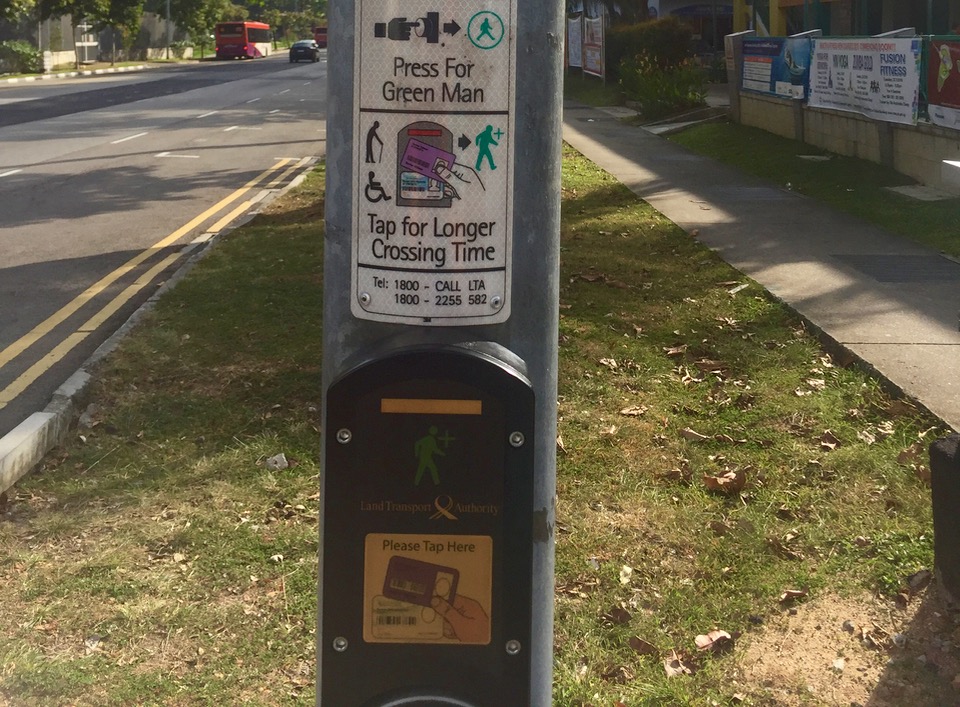 Press For
Green Man
Tap for Longer
Crossing Time
Tel: 1800 - CALL LTA
1800 - 2255 582
Land Transport Authority
Please Tap Here
FUSION
FITNESS